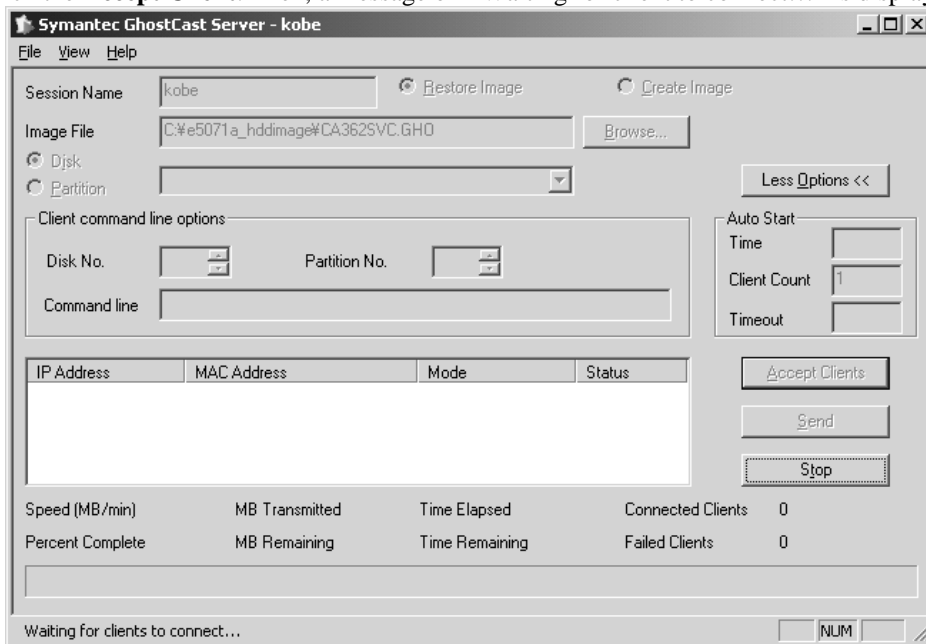 Symantec GhostCast Server - kobe
File View Help
Session Name kobe Restore Image Create Image
Image File C:¥e5071a_hddimage¥CA362SVC.GHO Browse...
Disk
Partition Less Options <<
Client command line options Auto Start
Time
Disk No. Partition No.
Client Count 1
Command line
Timeout
IP Address MAC Address Mode Status Accept Clients
Send
Stop
Speed (MB/min) MB Transmitted Time Elapsed Connected Clients 0
Percent Complete MB Remaining Time Remaining Failed Clients 0
Waiting for clients to connect... NUM